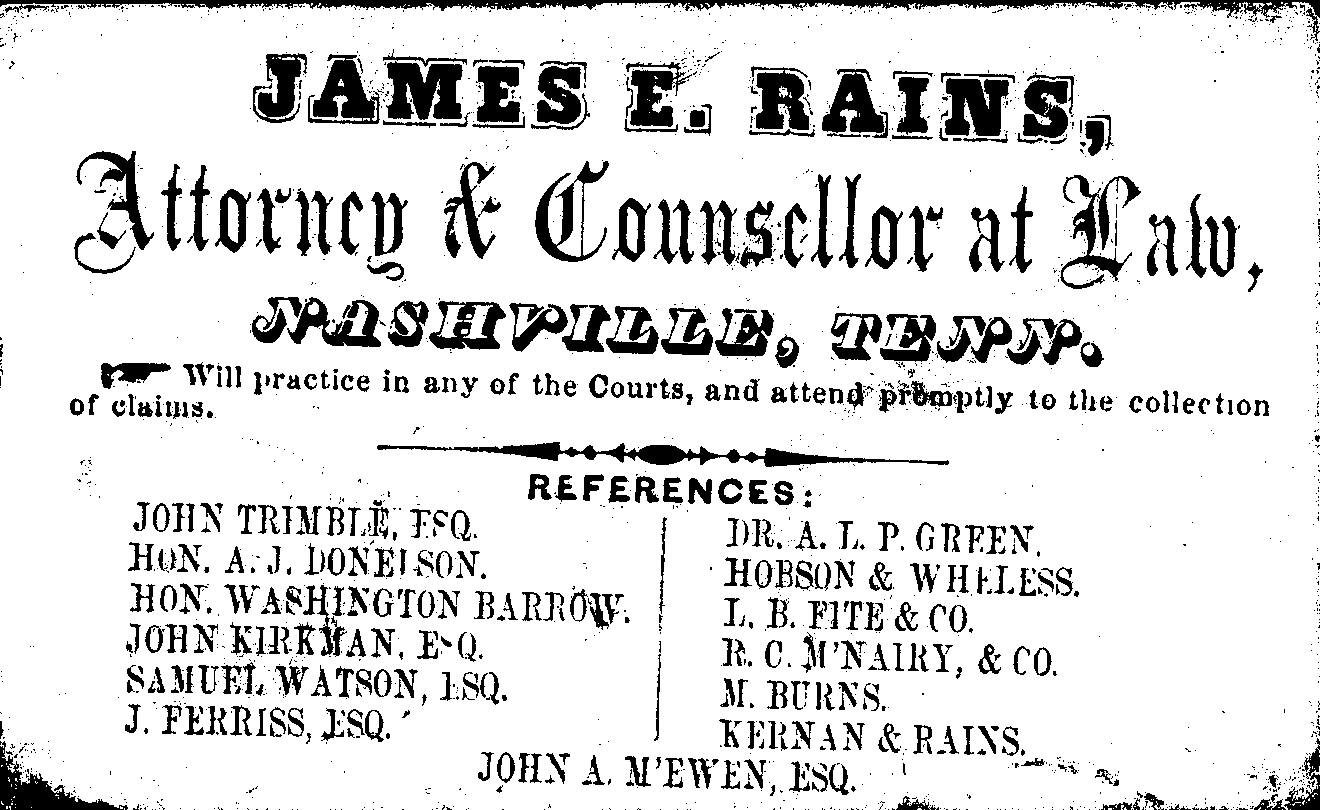 JAMES E. RAINS,
Attorney & Counsellor at Law,
NASHVILLE, TENN.
Will practice in any of the Courts, and attend promptly to the collection
of claims.
REFERENCES:
JOHN TRIMBLE, ESQ.
HON. A. J. DONELSON.
HON. WASHINGTON BARROW.
JOHN KIRKMAN, ESQ.
SAMUEL WATSON, ESQ.
J. FERRISS, ESQ.
DR. A. L. P. GREEN.
HOBSON & WHELESS.
L. B. FITE & CO.
R. C. M'NAIRY, & CO.
M. BURNS.
KERNAN & RAINS.
JOHN A. M'EWEN, ESQ.